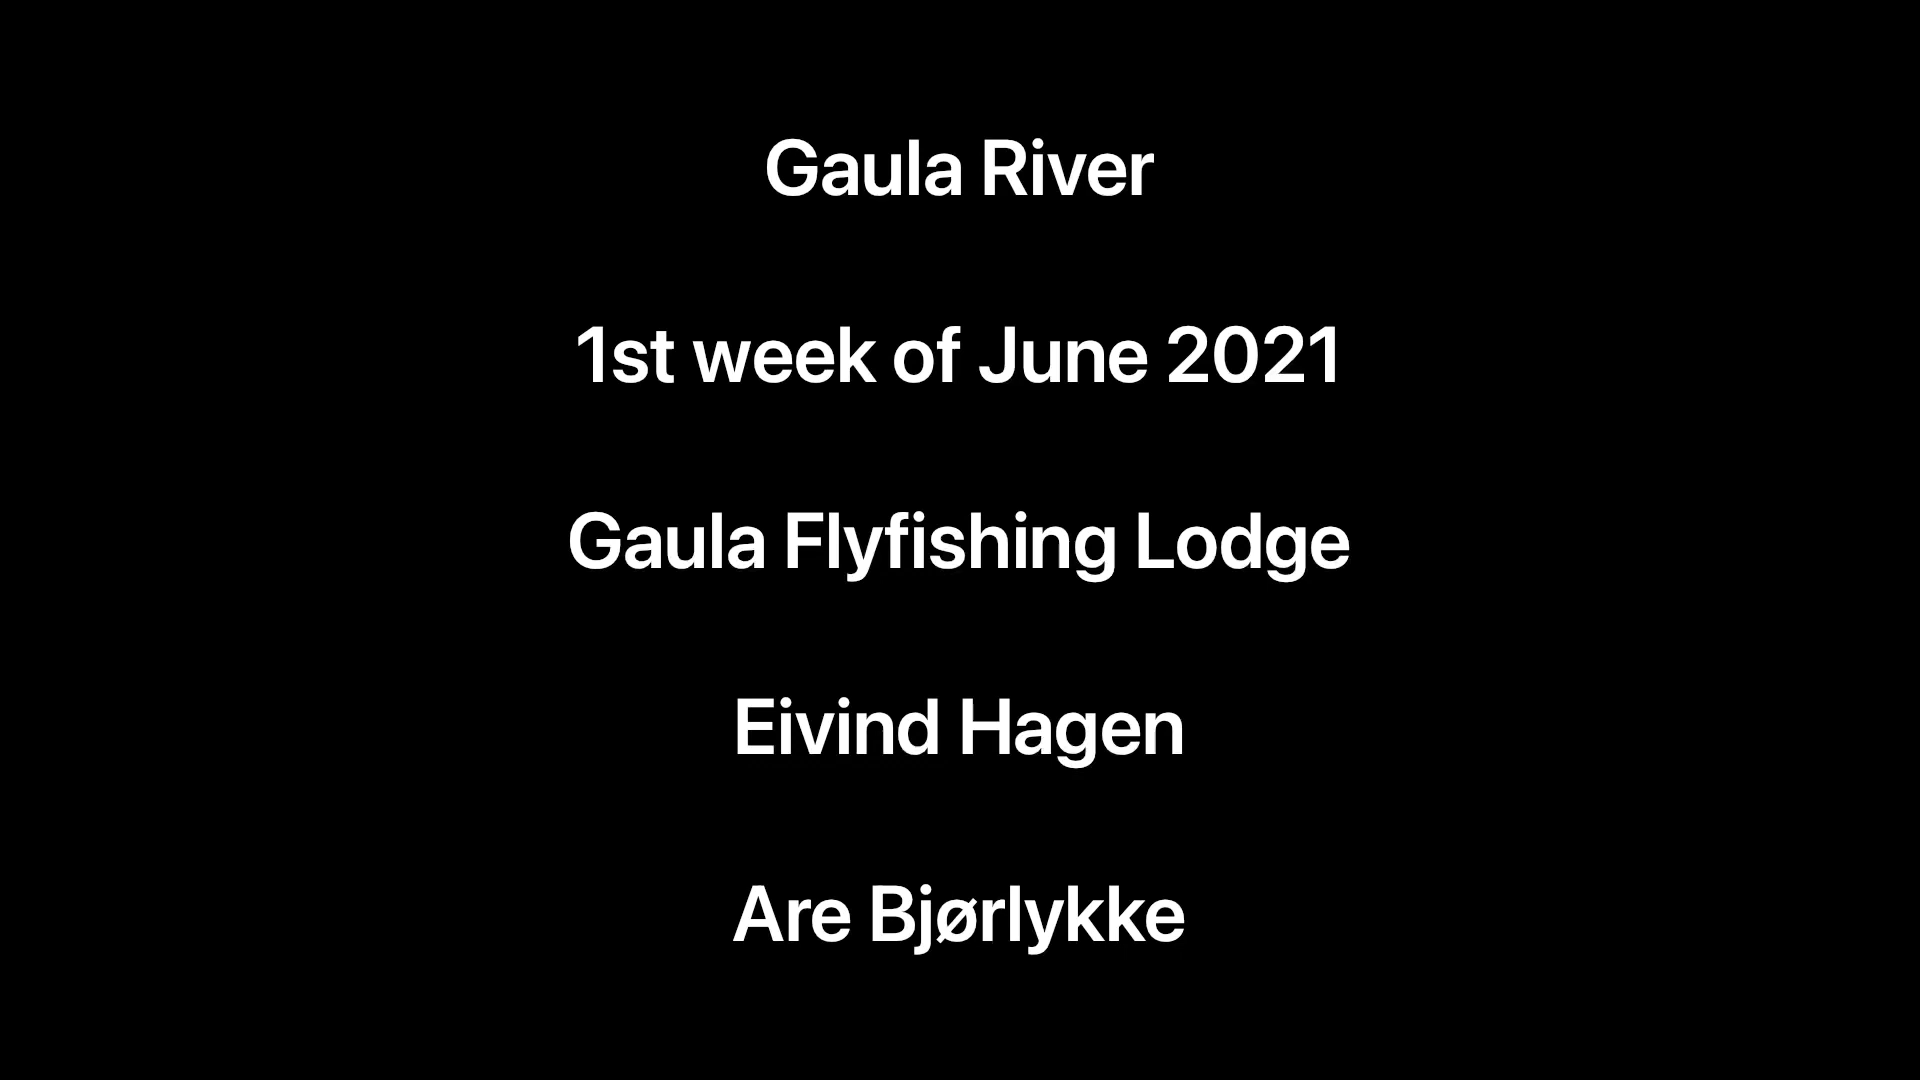 Gaula River
1st week of June 2021
Gaula Flyfishing Lodge
Eivind Hagen
Are Bjørlykke